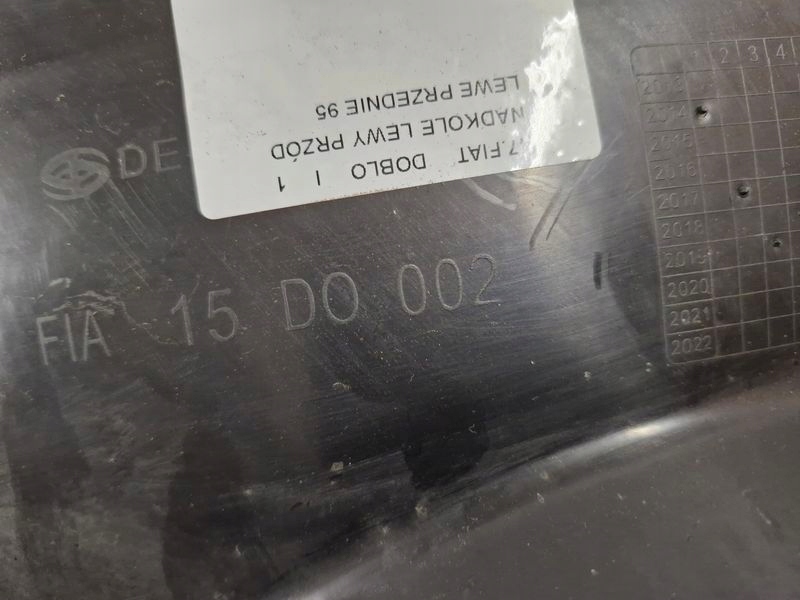 7.FIAT DOBLO I 1
NADKOLE LEWY PRZÓD
LEWE PRZEDNIE 95
DE
FIA 15 DO 002
1 2 3 4
2013
2014
2015
2016
2017
2018
2019
2020
2021
2022